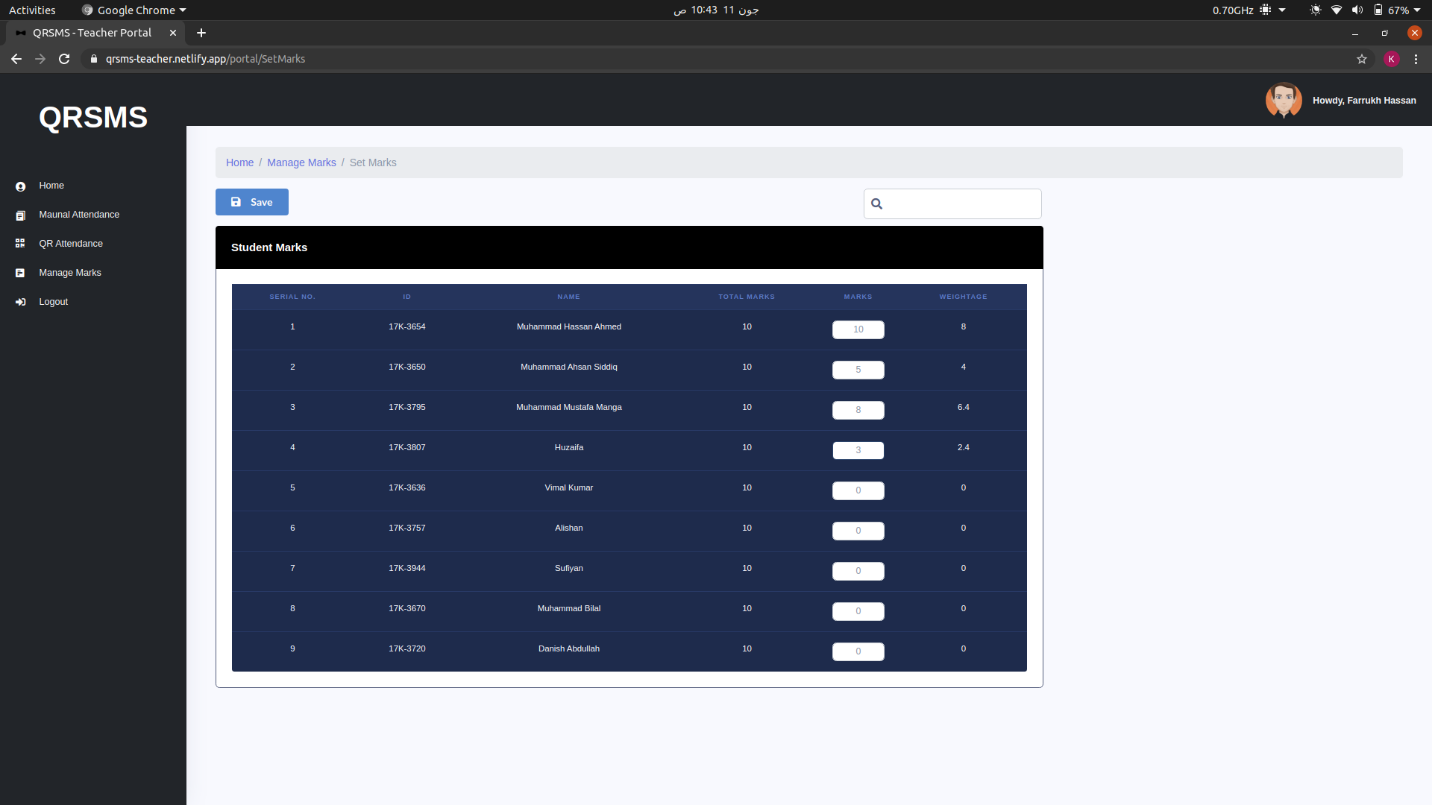 Activities Google Chrome جون 11 10:43 ص 0.70GHz 67%
QRSMS - Teacher Portal
qrsms-teacher.netlify.app/portal/SetMarks K
QRSMS
Howdy, Farrukh Hassan
Home
Maunal Attendance
QR Attendance
Manage Marks
Logout
Home / Manage Marks / Set Marks
Save
Student Marks
SERIAL NO. ID NAME TOTAL MARKS MARKS WEIGHTAGE
1 17K-3654 Muhammad Hassan Ahmed 10 10 8
2 17K-3650 Muhammad Ahsan Siddiq 10 5 4
3 17K-3795 Muhammad Mustafa Manga 10 8 6.4
4 17K-3807 Huzaifa 10 3 2.4
5 17K-3636 Vimal Kumar 10 0 0
6 17K-3757 Alishan 10 0 0
7 17K-3944 Sufiyan 10 0 0
8 17K-3670 Muhammad Bilal 10 0 0
9 17K-3720 Danish Abdullah 10 0 0